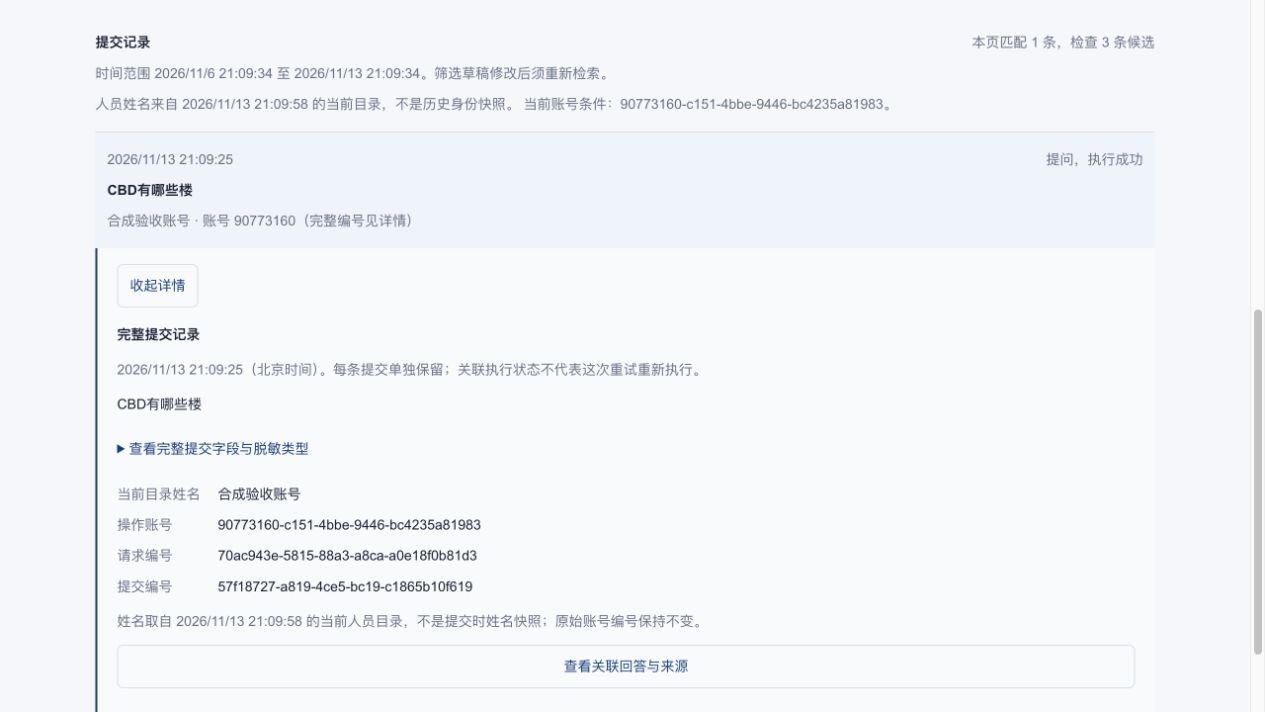 提交记录
本页匹配 1 条，检查 3 条候选
时间范围 2026/11/6 21:09:34 至 2026/11/13 21:09:34。筛选草稿修改后须重新检索。
人员姓名来自 2026/11/13 21:09:58 的当前目录，不是历史身份快照。 当前账号条件：90773160-c151-4bbe-9446-bc4235a81983。
2026/11/13 21:09:25
提问，执行成功
CBD有哪些楼
合成验收账号 · 账号 90773160（完整编号见详情）
收起详情
完整提交记录
2026/11/13 21:09:25（北京时间）。每条提交单独保留；关联执行状态不代表这次重试重新执行。
CBD有哪些楼
▶ 查看完整提交字段与脱敏类型
当前目录姓名 合成验收账号
操作账号 90773160-c151-4bbe-9446-bc4235a81983
请求编号 70ac943e-5815-88a3-a8ca-a0e18f0b81d3
提交编号 57f18727-a819-4ce5-bc19-c1865b10f619
姓名取自 2026/11/13 21:09:58 的当前人员目录，不是提交时姓名快照；原始账号编号保持不变。
查看关联回答与来源